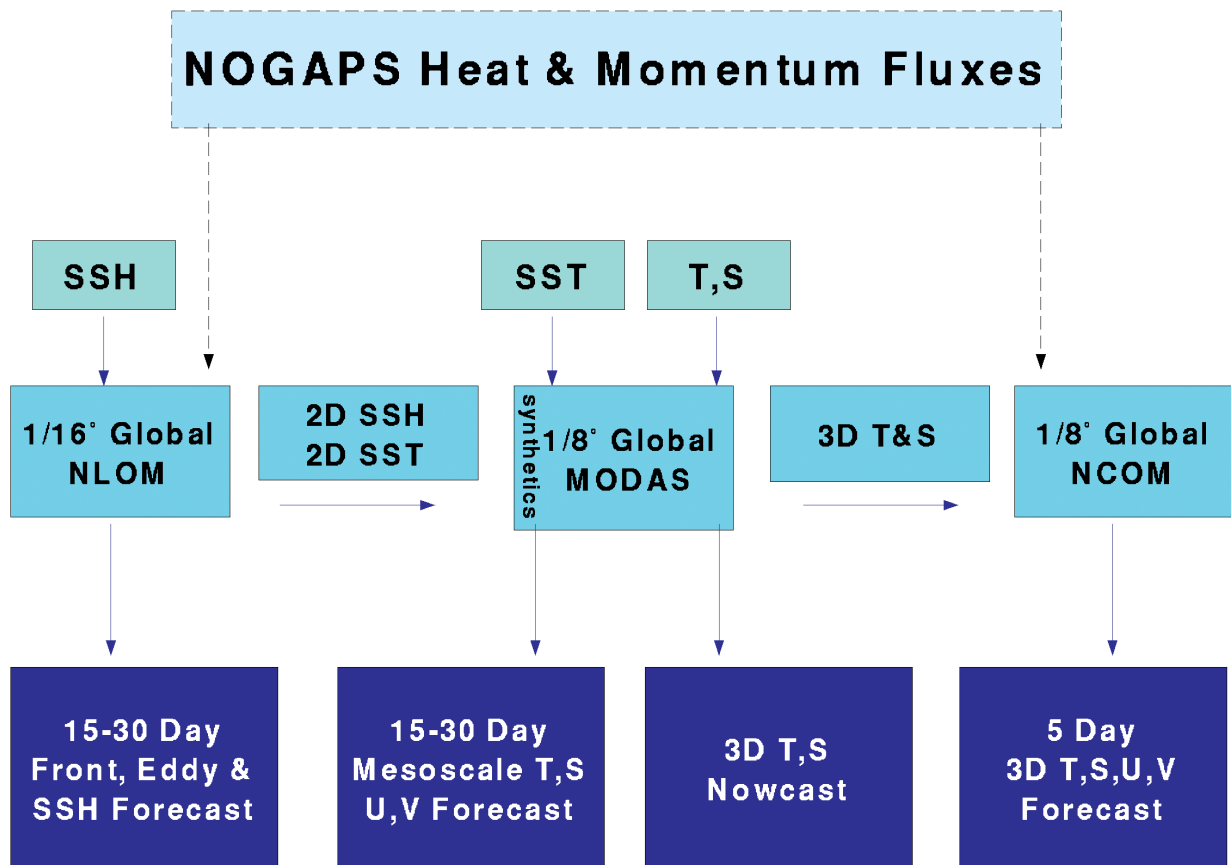 NOGAPS Heat & Momentum Fluxes
SSH
SST
T,S
1/16° Global
NLOM
2D SSH
2D SST
synthetics
1/8° Global
MODAS
3D T&S
1/8° Global
NCOM
15-30 Day
Front, Eddy &
SSH Forecast
15-30 Day
Mesoscale T,S
U,V Forecast
3D T,S
Nowcast
5 Day
3D T,S,U,V
Forecast